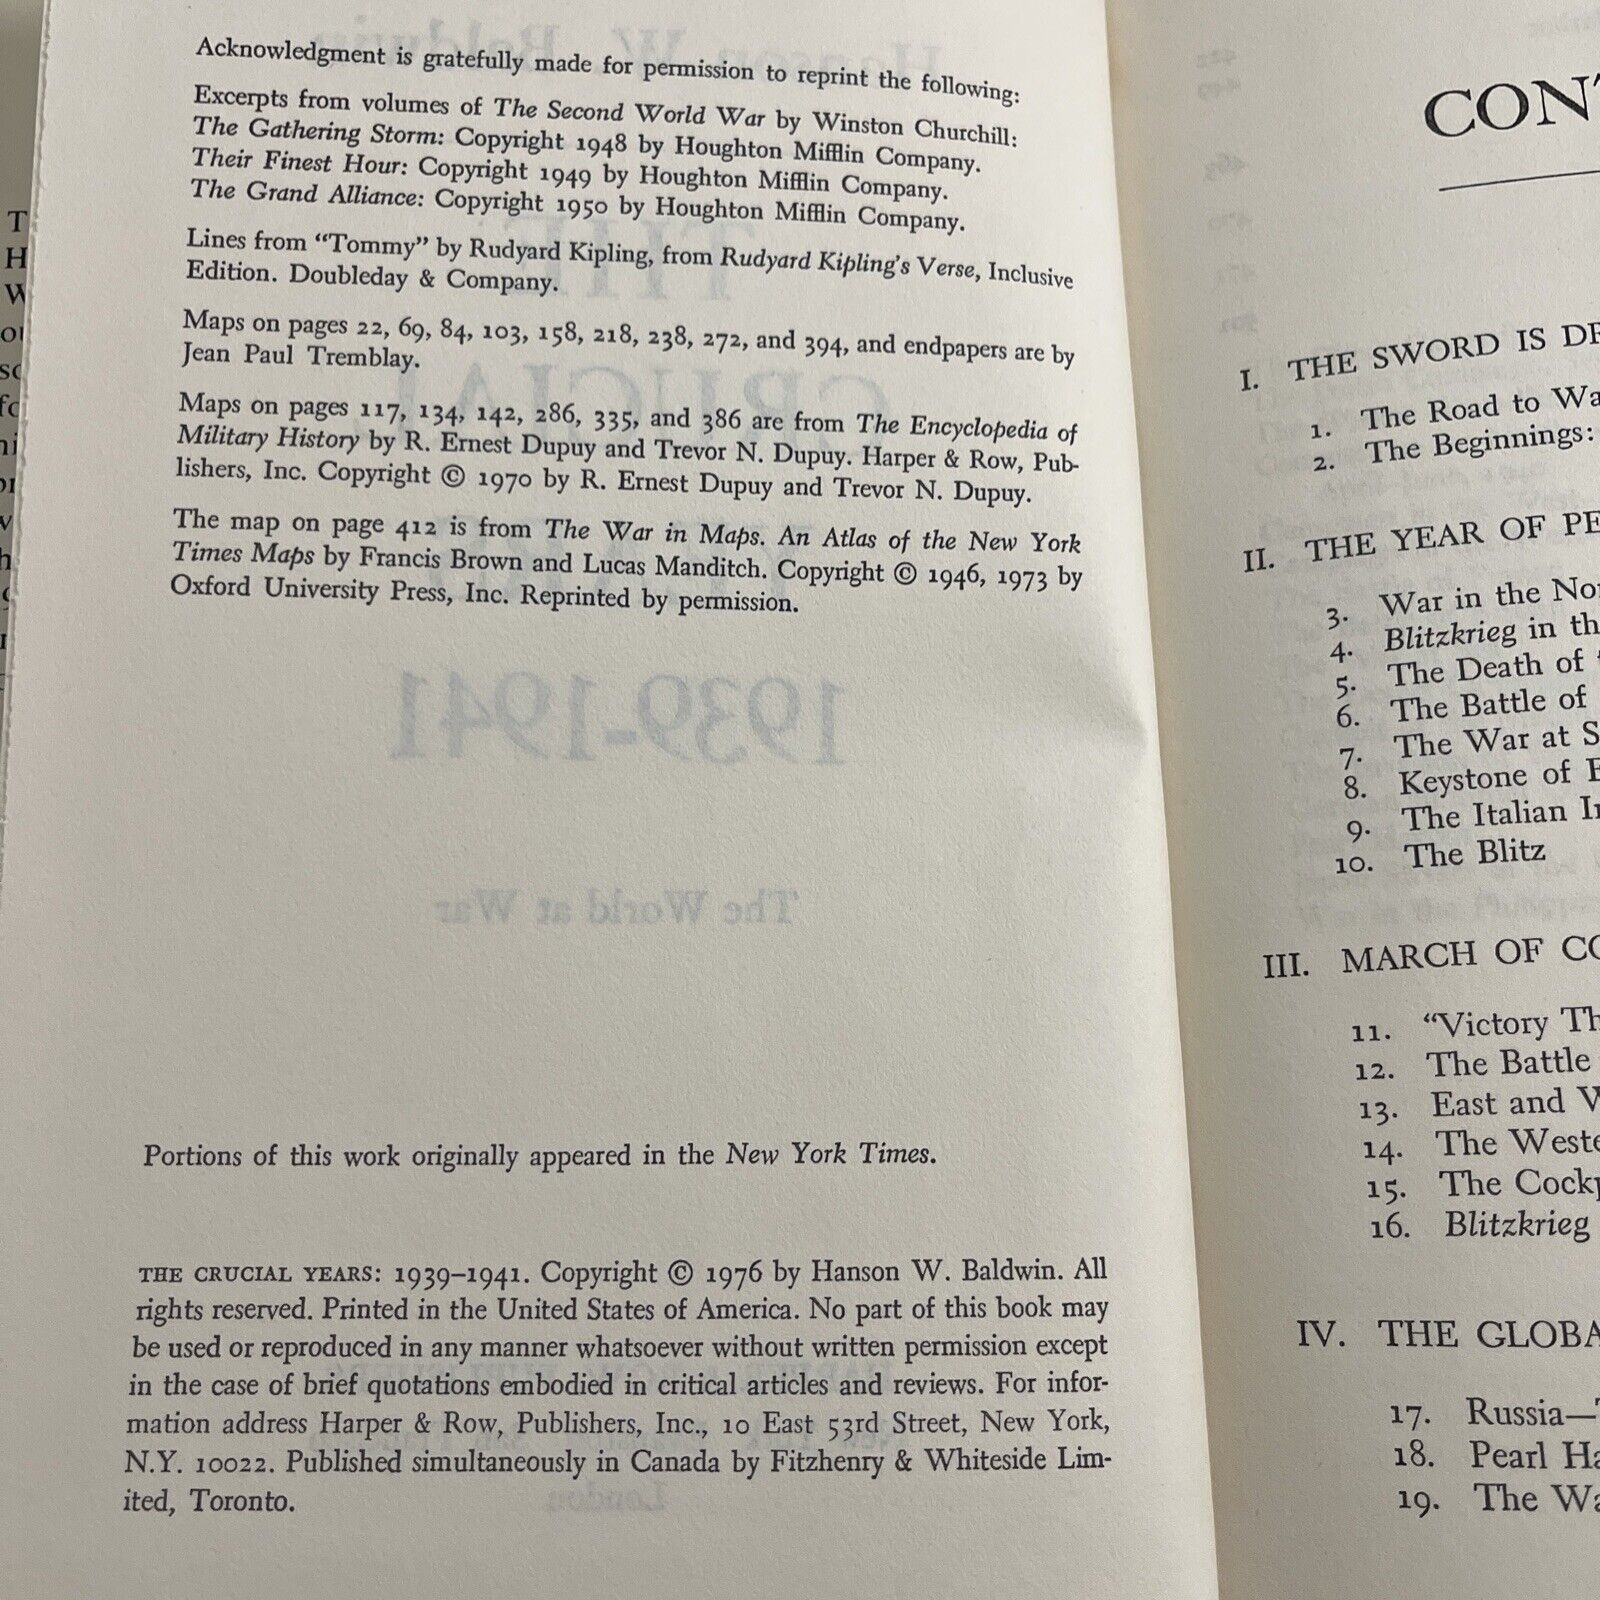 Acknowledgment is gratefully made for permission to reprint the following:
Excerpts from volumes of The Second World War by Winston Churchill:
The Gathering Storm: Copyright 1948 by Houghton Mifflin Company.
Their Finest Hour: Copyright 1949 by Houghton Mifflin Company.
The Grand Alliance: Copyright 1950 by Houghton Mifflin Company.
Lines from “Tommy” by Rudyard Kipling, from Rudyard Kipling’s Verse, Inclusive
Edition. Doubleday & Company.
Maps on pages 22, 69, 84, 103, 158, 218, 238, 272, and 394, and endpapers are by
Jean Paul Tremblay.
Maps on pages 117, 134, 142, 286, 335, and 386 are from The Encyclopedia of
Military History by R. Ernest Dupuy and Trevor N. Dupuy. Harper & Row, Pub-
lishers, Inc. Copyright © 1970 by R. Ernest Dupuy and Trevor N. Dupuy.
The map on page 412 is from The War in Maps. An Atlas of the New York
Times Maps by Francis Brown and Lucas Manditch. Copyright © 1946, 1973 by
Oxford University Press, Inc. Reprinted by permission.
Portions of this work originally appeared in the New York Times.
THE CRUCIAL YEARS: 1939–1941. Copyright © 1976 by Hanson W. Baldwin. All
rights reserved. Printed in the United States of America. No part of this book may
be used or reproduced in any manner whatsoever without written permission except
in the case of brief quotations embodied in critical articles and reviews. For infor-
mation address Harper & Row, Publishers, Inc., 10 East 53rd Street, New York,
N.Y. 10022. Published simultaneously in Canada by Fitzhenry & Whiteside Lim-
ited, Toronto.
CONT
I. THE SWORD IS DR
1. The Road to Wa
2. The Beginnings:
II. THE YEAR OF PE
3. War in the Nor
4. Blitzkrieg in th
5. The Death of
6. The Battle of
7. The War at S
8. Keystone of E
9. The Italian In
10. The Blitz
III. MARCH OF CO
11. “Victory Th
12. The Battle
13. East and W
14. The Weste
15. The Cockp
16. Blitzkrieg
IV. THE GLOBA
17. Russia—T
18. Pearl Ha
19. The Wa